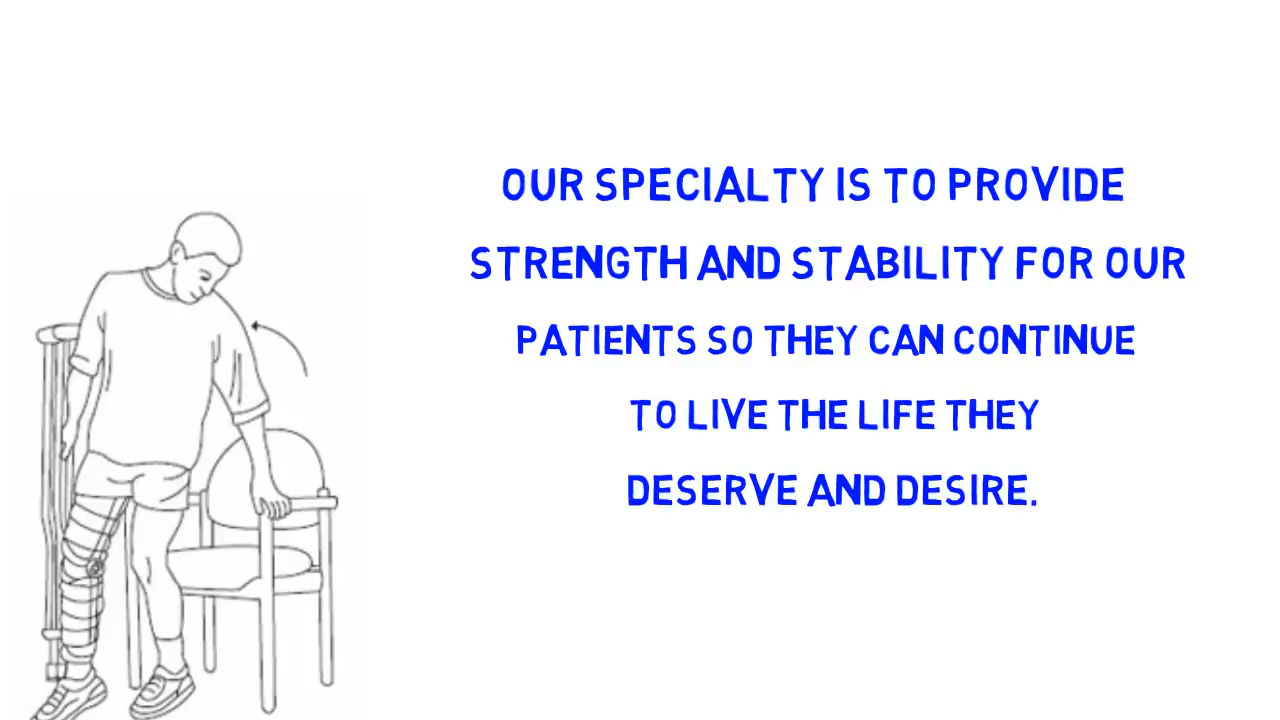 OUR SPECIALTY IS TO PROVIDE
STRENGTH AND STABILITY FOR OUR
PATIENTS SO THEY CAN CONTINUE
TO LIVE THE LIFE THEY
DESERVE AND DESIRE.